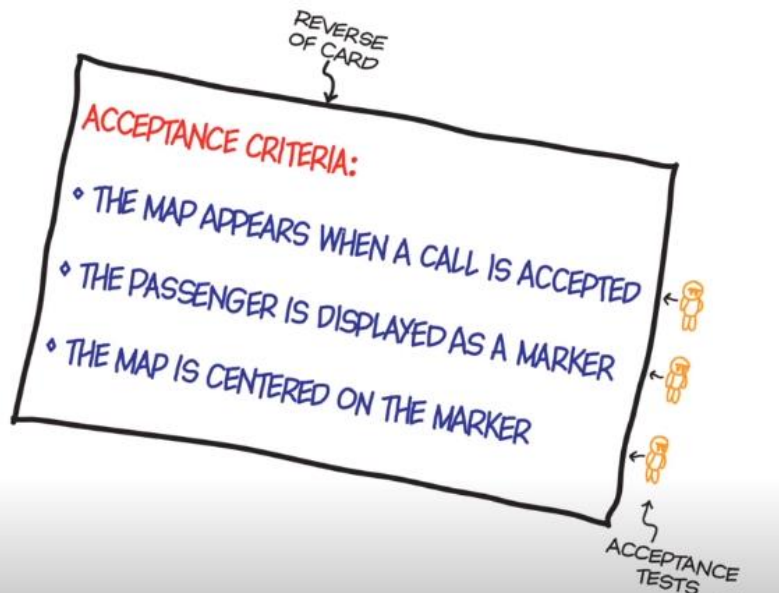 REVERSE
OF CARD
ACCEPTANCE CRITERIA:
◇ THE MAP APPEARS WHEN A CALL IS ACCEPTED
◇ THE PASSENGER IS DISPLAYED AS A MARKER
◇ THE MAP IS CENTERED ON THE MARKER
ACCEPTANCE
TESTS